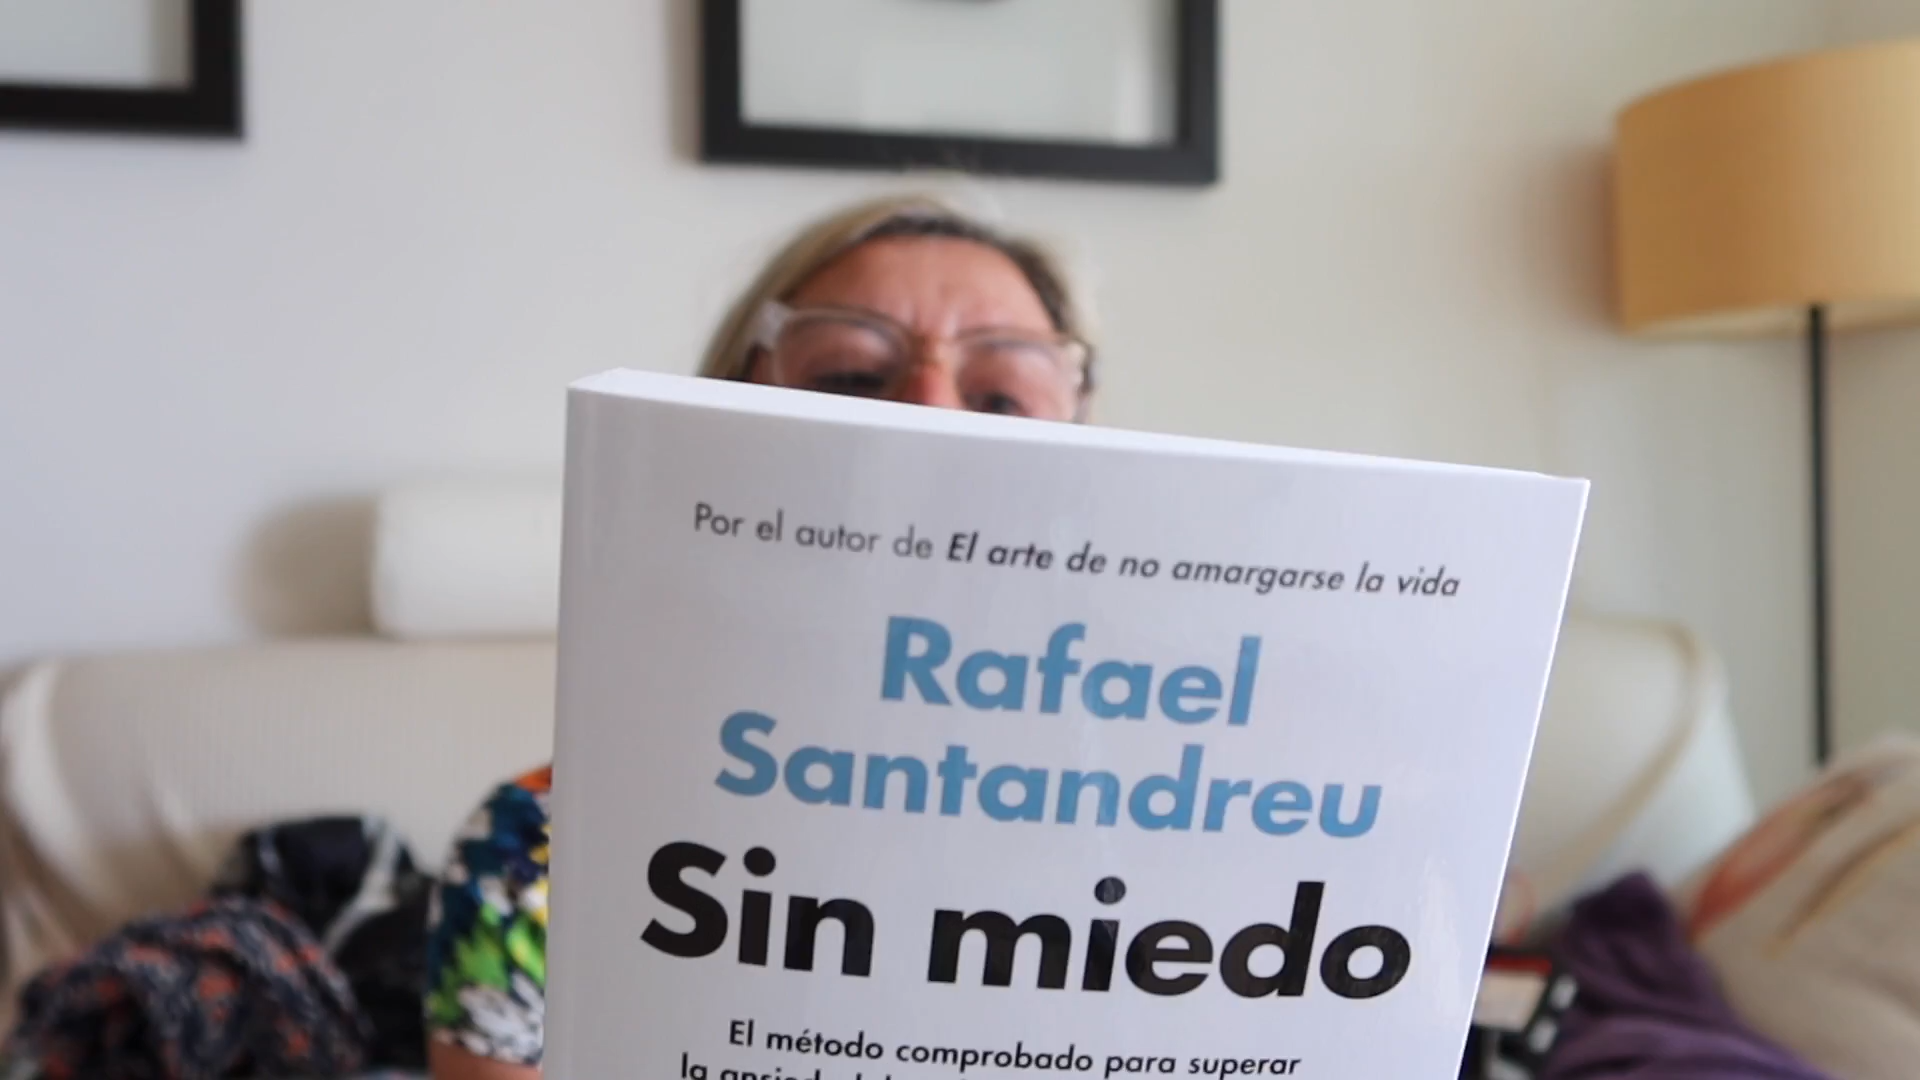 Por el autor de El arte de no amargarse la vida
Rafael
Santandreu
Sin miedo
El método comprobado para superar
la